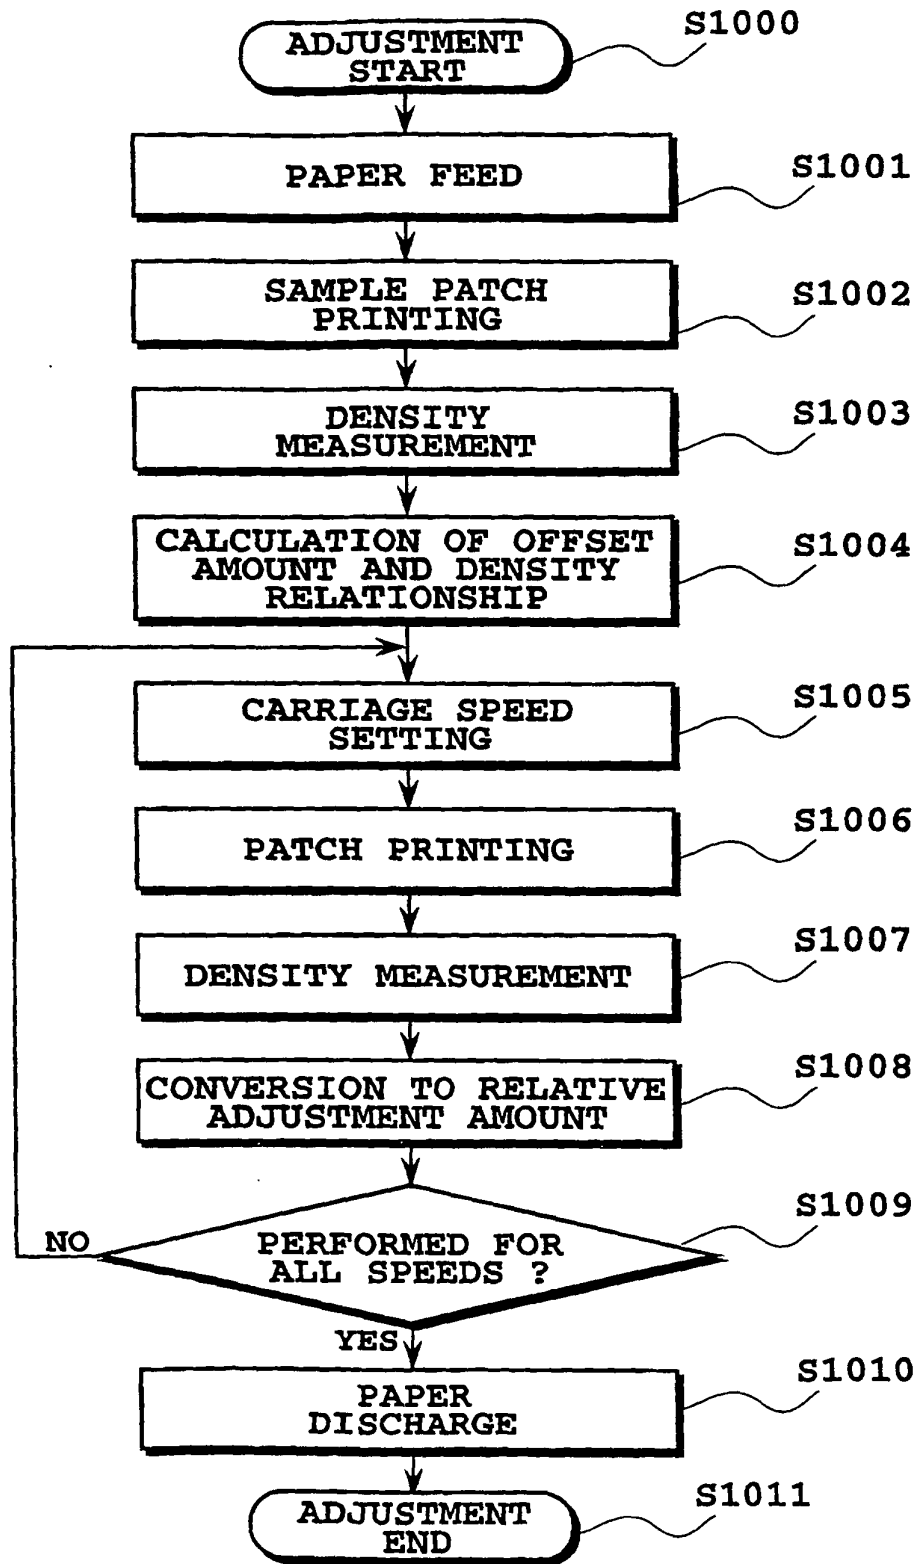 ADJUSTMENT
START
S1000
PAPER FEED
S1001
SAMPLE PATCH
PRINTING
S1002
DENSITY
MEASUREMENT
S1003
CALCULATION OF OFFSET
AMOUNT AND DENSITY
RELATIONSHIP
S1004
CARRIAGE SPEED
SETTING
S1005
PATCH PRINTING
S1006
DENSITY MEASUREMENT
S1007
CONVERSION TO RELATIVE
ADJUSTMENT AMOUNT
S1008
PERFORMED FOR
ALL SPEEDS ?
S1009
NO
YES
PAPER
DISCHARGE
S1010
ADJUSTMENT
END
S1011